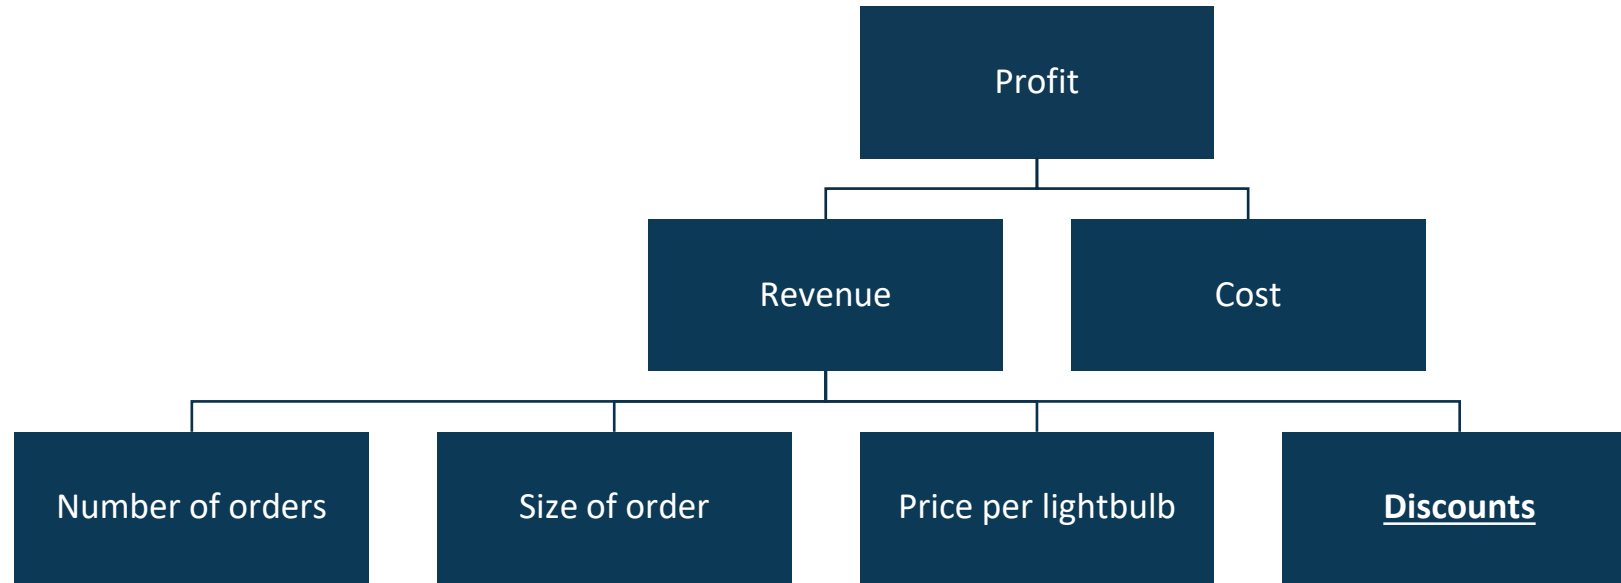 Profit
Revenue
Cost
Number of orders
Size of order
Price per lightbulb
Discounts